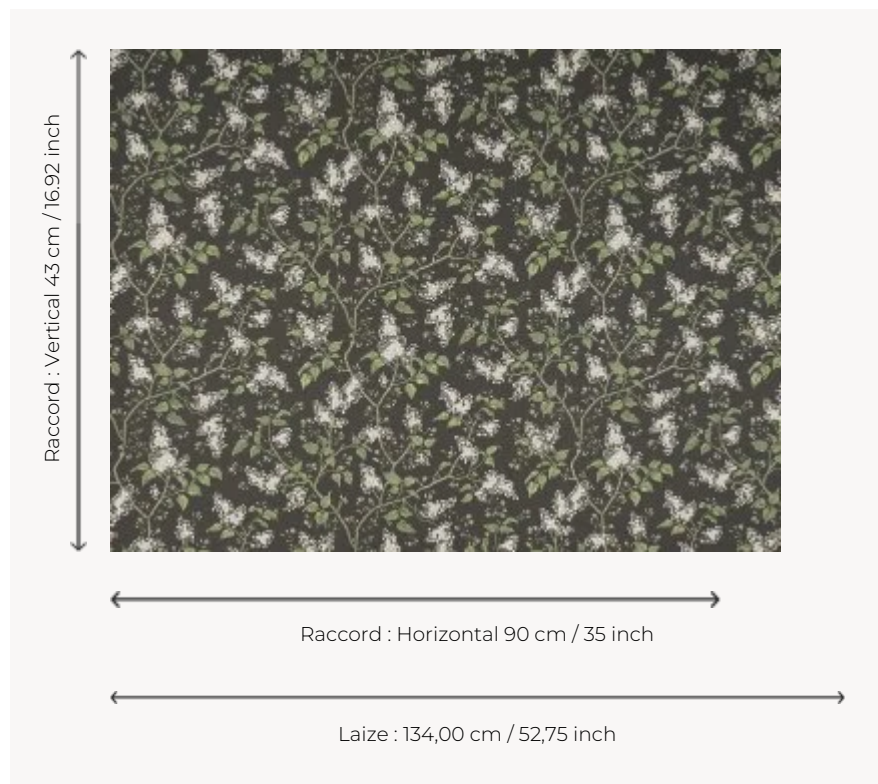 Raccord : Vertical 43 cm / 16.92 inch
Raccord : Horizontal 90 cm / 35 inch
Laize : 134,00 cm / 52,75 inch